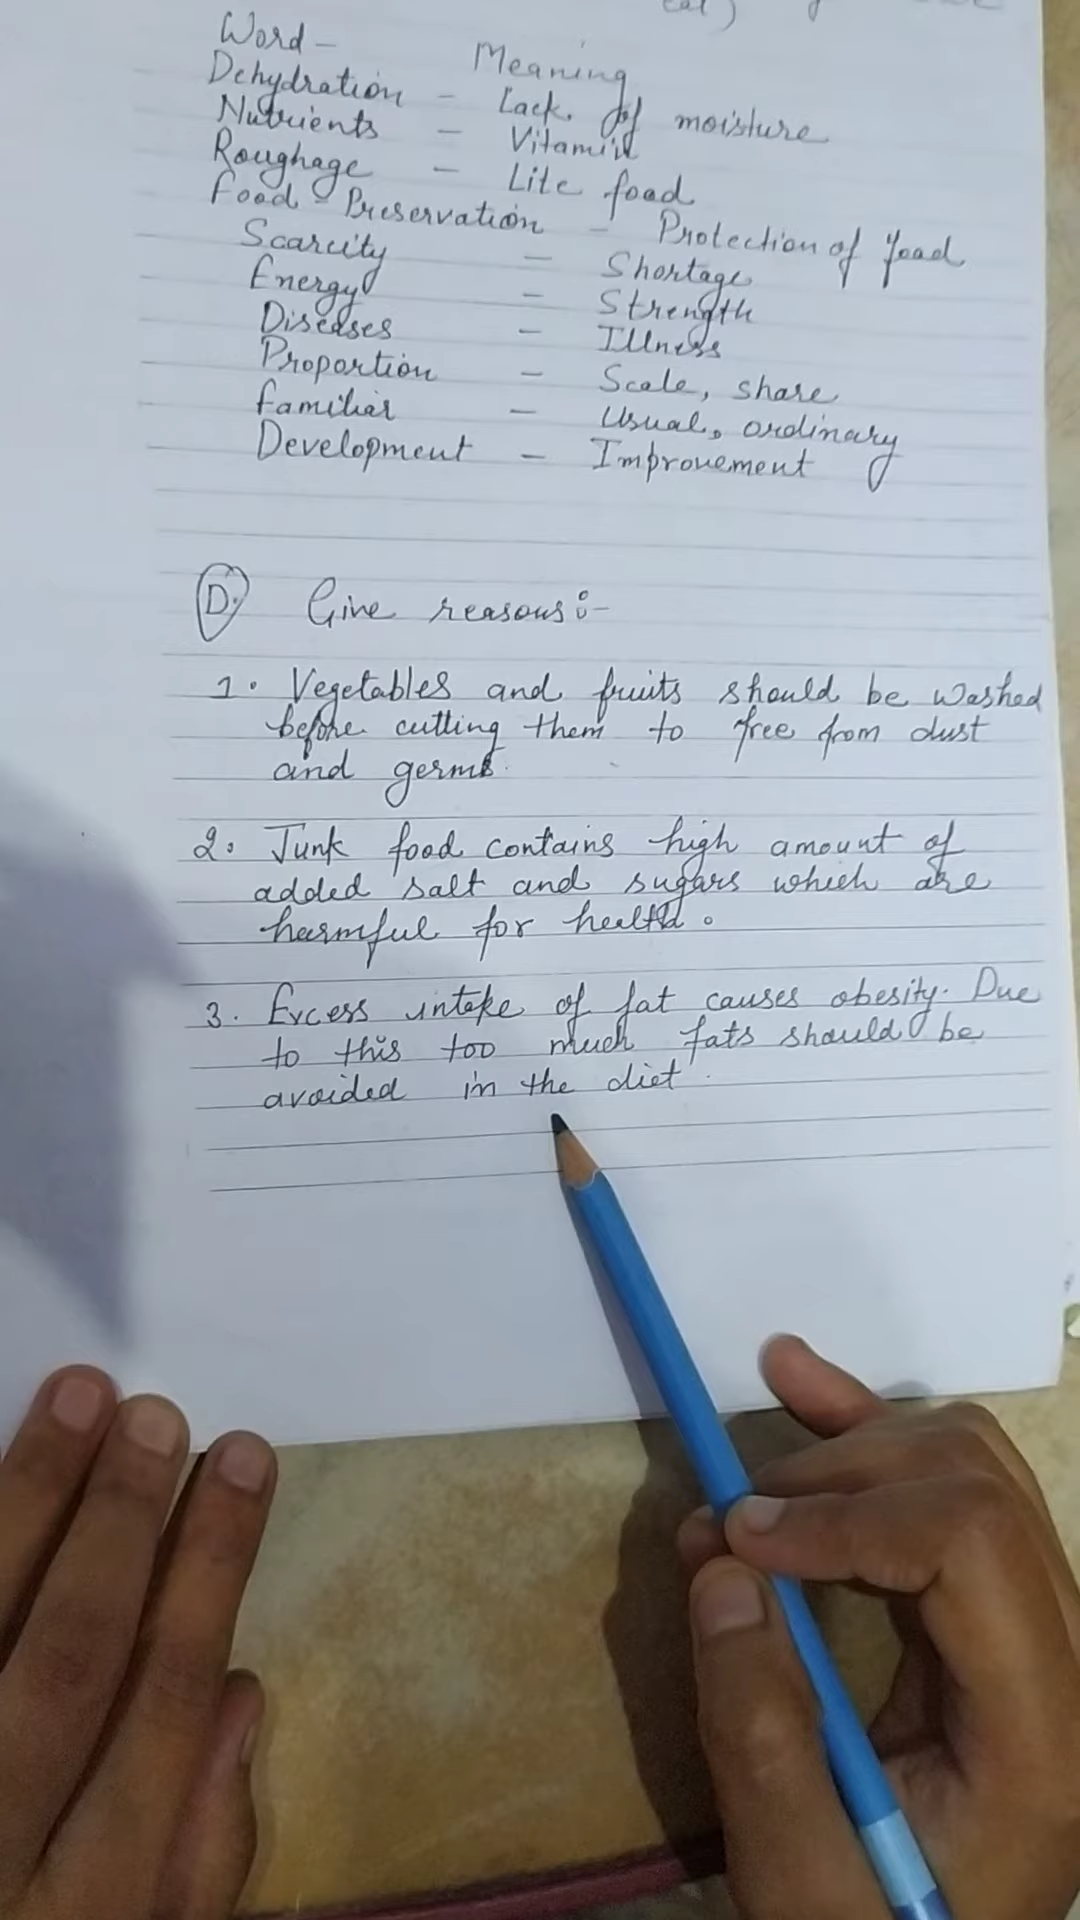 Word - Meaning
Dehydration - Lack of moisture
Nutrients - Vitamin
Roughage - Lite food
Food - Preservation - Protection of food
Scarcity - Shortage
Energy - Strength
Diseases - Illness
Proportion - Scale, share
Familiar - Usual, ordinary
Development - Improvement
D. Give reasons:-
1. Vegetables and fruits should be washed
before cutting them to free from dust
and germs.
2. Junk food contains high amount of
added salt and sugars which are
harmful for health.
3. Excess intake of fat causes obesity. Due
to this too much fats should be
avoided in the diet.